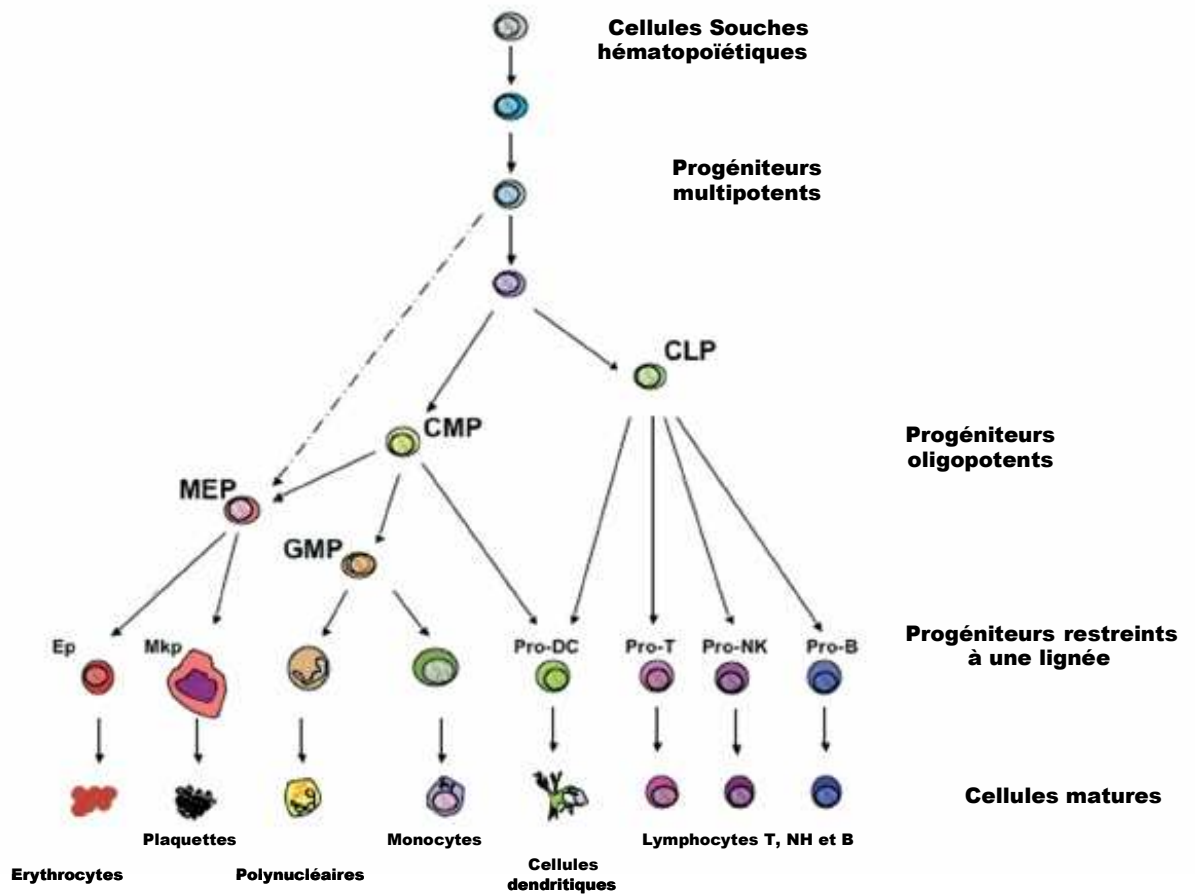 Cellules Souches
hématopoïétiques
Progéniteurs
multipotents
CLP
CMP
Progéniteurs
oligopotents
MEP
GMP
Ep
Mkp
Pro-DC
Pro-T
Pro-NK
Pro-B
Progéniteurs restreints
à une lignée
Cellules matures
Plaquettes
Monocytes
Lymphocytes T, NH et B
Erythrocytes
Polynucléaires
Cellules
dendritiques